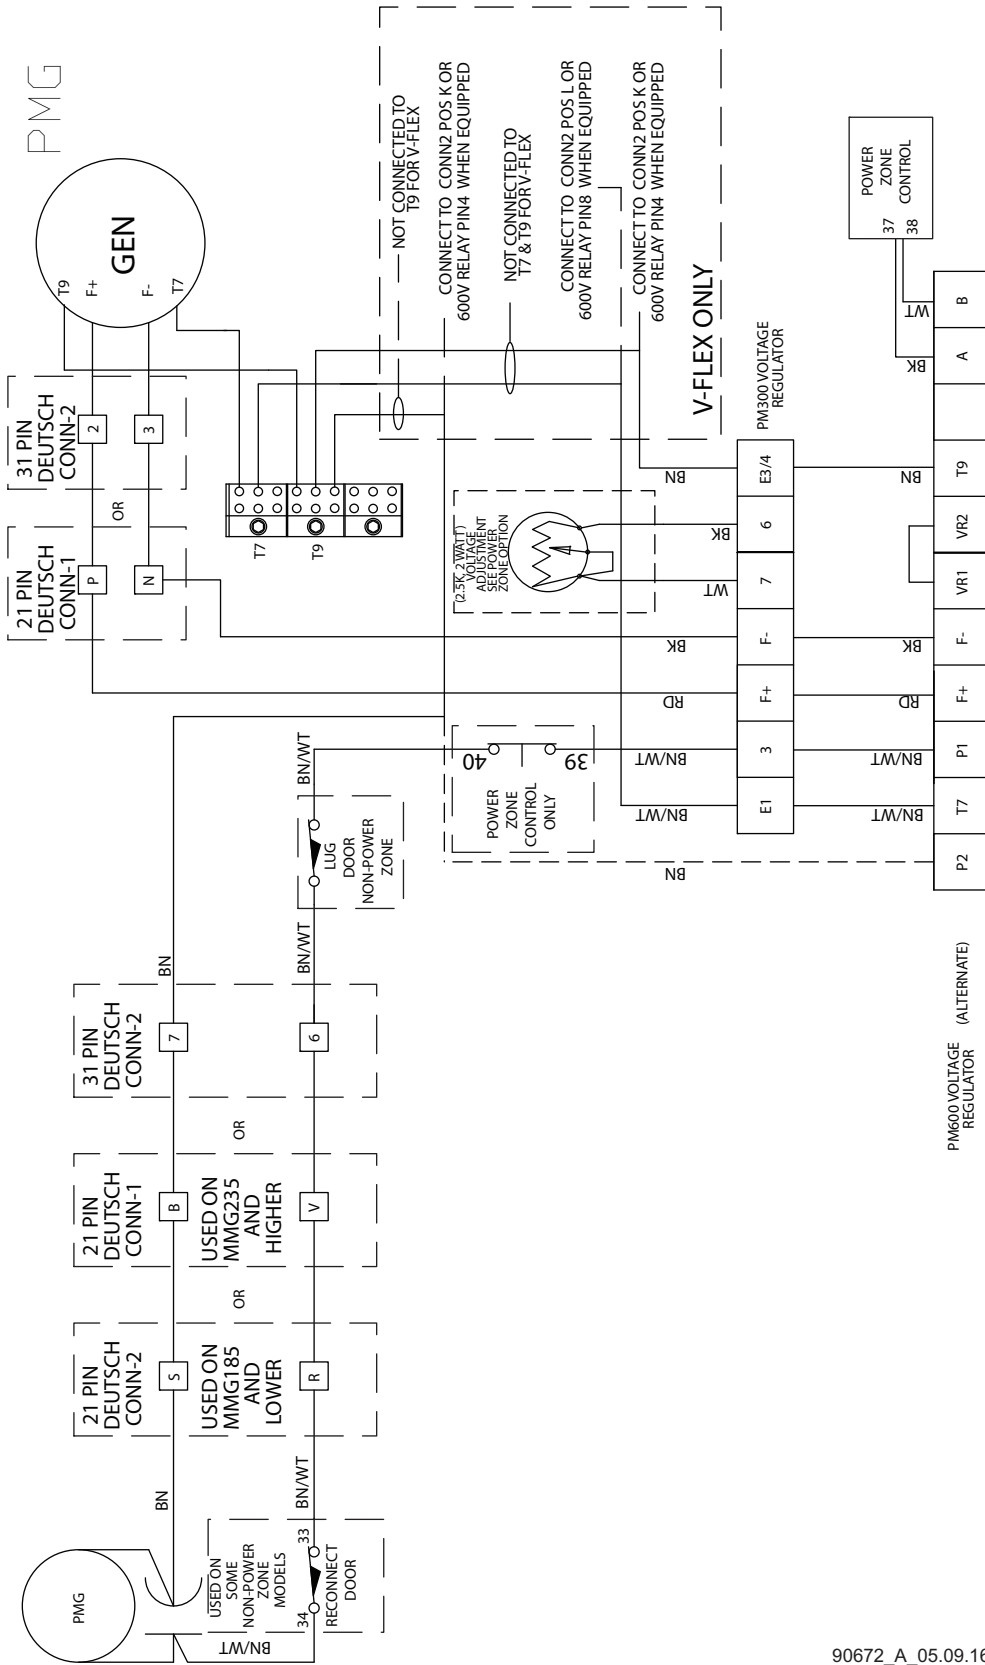 PMG
GEN
T9
F+
F-
T7
31 PIN
DEUTSCH
CONN-2
2
3
OR
21 PIN
DEUTSCH
CONN-1
P
N
T7
T9
NOT CONNECTED TO
T9 FOR V-FLEX
CONNECT TO CONN2 POS K OR
600V RELAY PIN4 WHEN EQUIPPED
NOT CONNECTED TO
T7 & T9 FOR V-FLEX
CONNECT TO CONN2 POS L OR
600V RELAY PIN8 WHEN EQUIPPED
CONNECT TO CONN2 POS K OR
600V RELAY PIN4 WHEN EQUIPPED
V-FLEX ONLY
POWER
ZONE
CONTROL
37
38
WT
BK
PM300 VOLTAGE
REGULATOR
E3/4
6
7
F-
F+
3
E1
BN
BK
WT
BK
RD
BN/WT
BN/WT
(2.5K, 2 WATT)
VOLTAGE
ADJUSTMENT
SEE POWER
ZONE OPTION
40
39
POWER
ZONE
CONTROL
ONLY
BN
BN
BK
RD
BN/WT
BN/WT
B
A
T9
VR2
VR1
F-
F+
P1
T7
P2
PM600 VOLTAGE
REGULATOR
(ALTERNATE)
BN/WT
LUG
DOOR
NON-POWER
ZONE
BN/WT
BN
31 PIN
DEUTSCH
CONN-2
7
6
OR
21 PIN
DEUTSCH
CONN-1
B
USED ON
MMG235
AND
HIGHER
V
OR
21 PIN
DEUTSCH
CONN-2
S
USED ON
MMG185
AND
LOWER
R
BN
BN/WT
PMG
USED ON
SOME
NON-POWER
ZONE
MODELS
34
33
RECONNECT
DOOR
BN/WT
90672_A_05.09.16